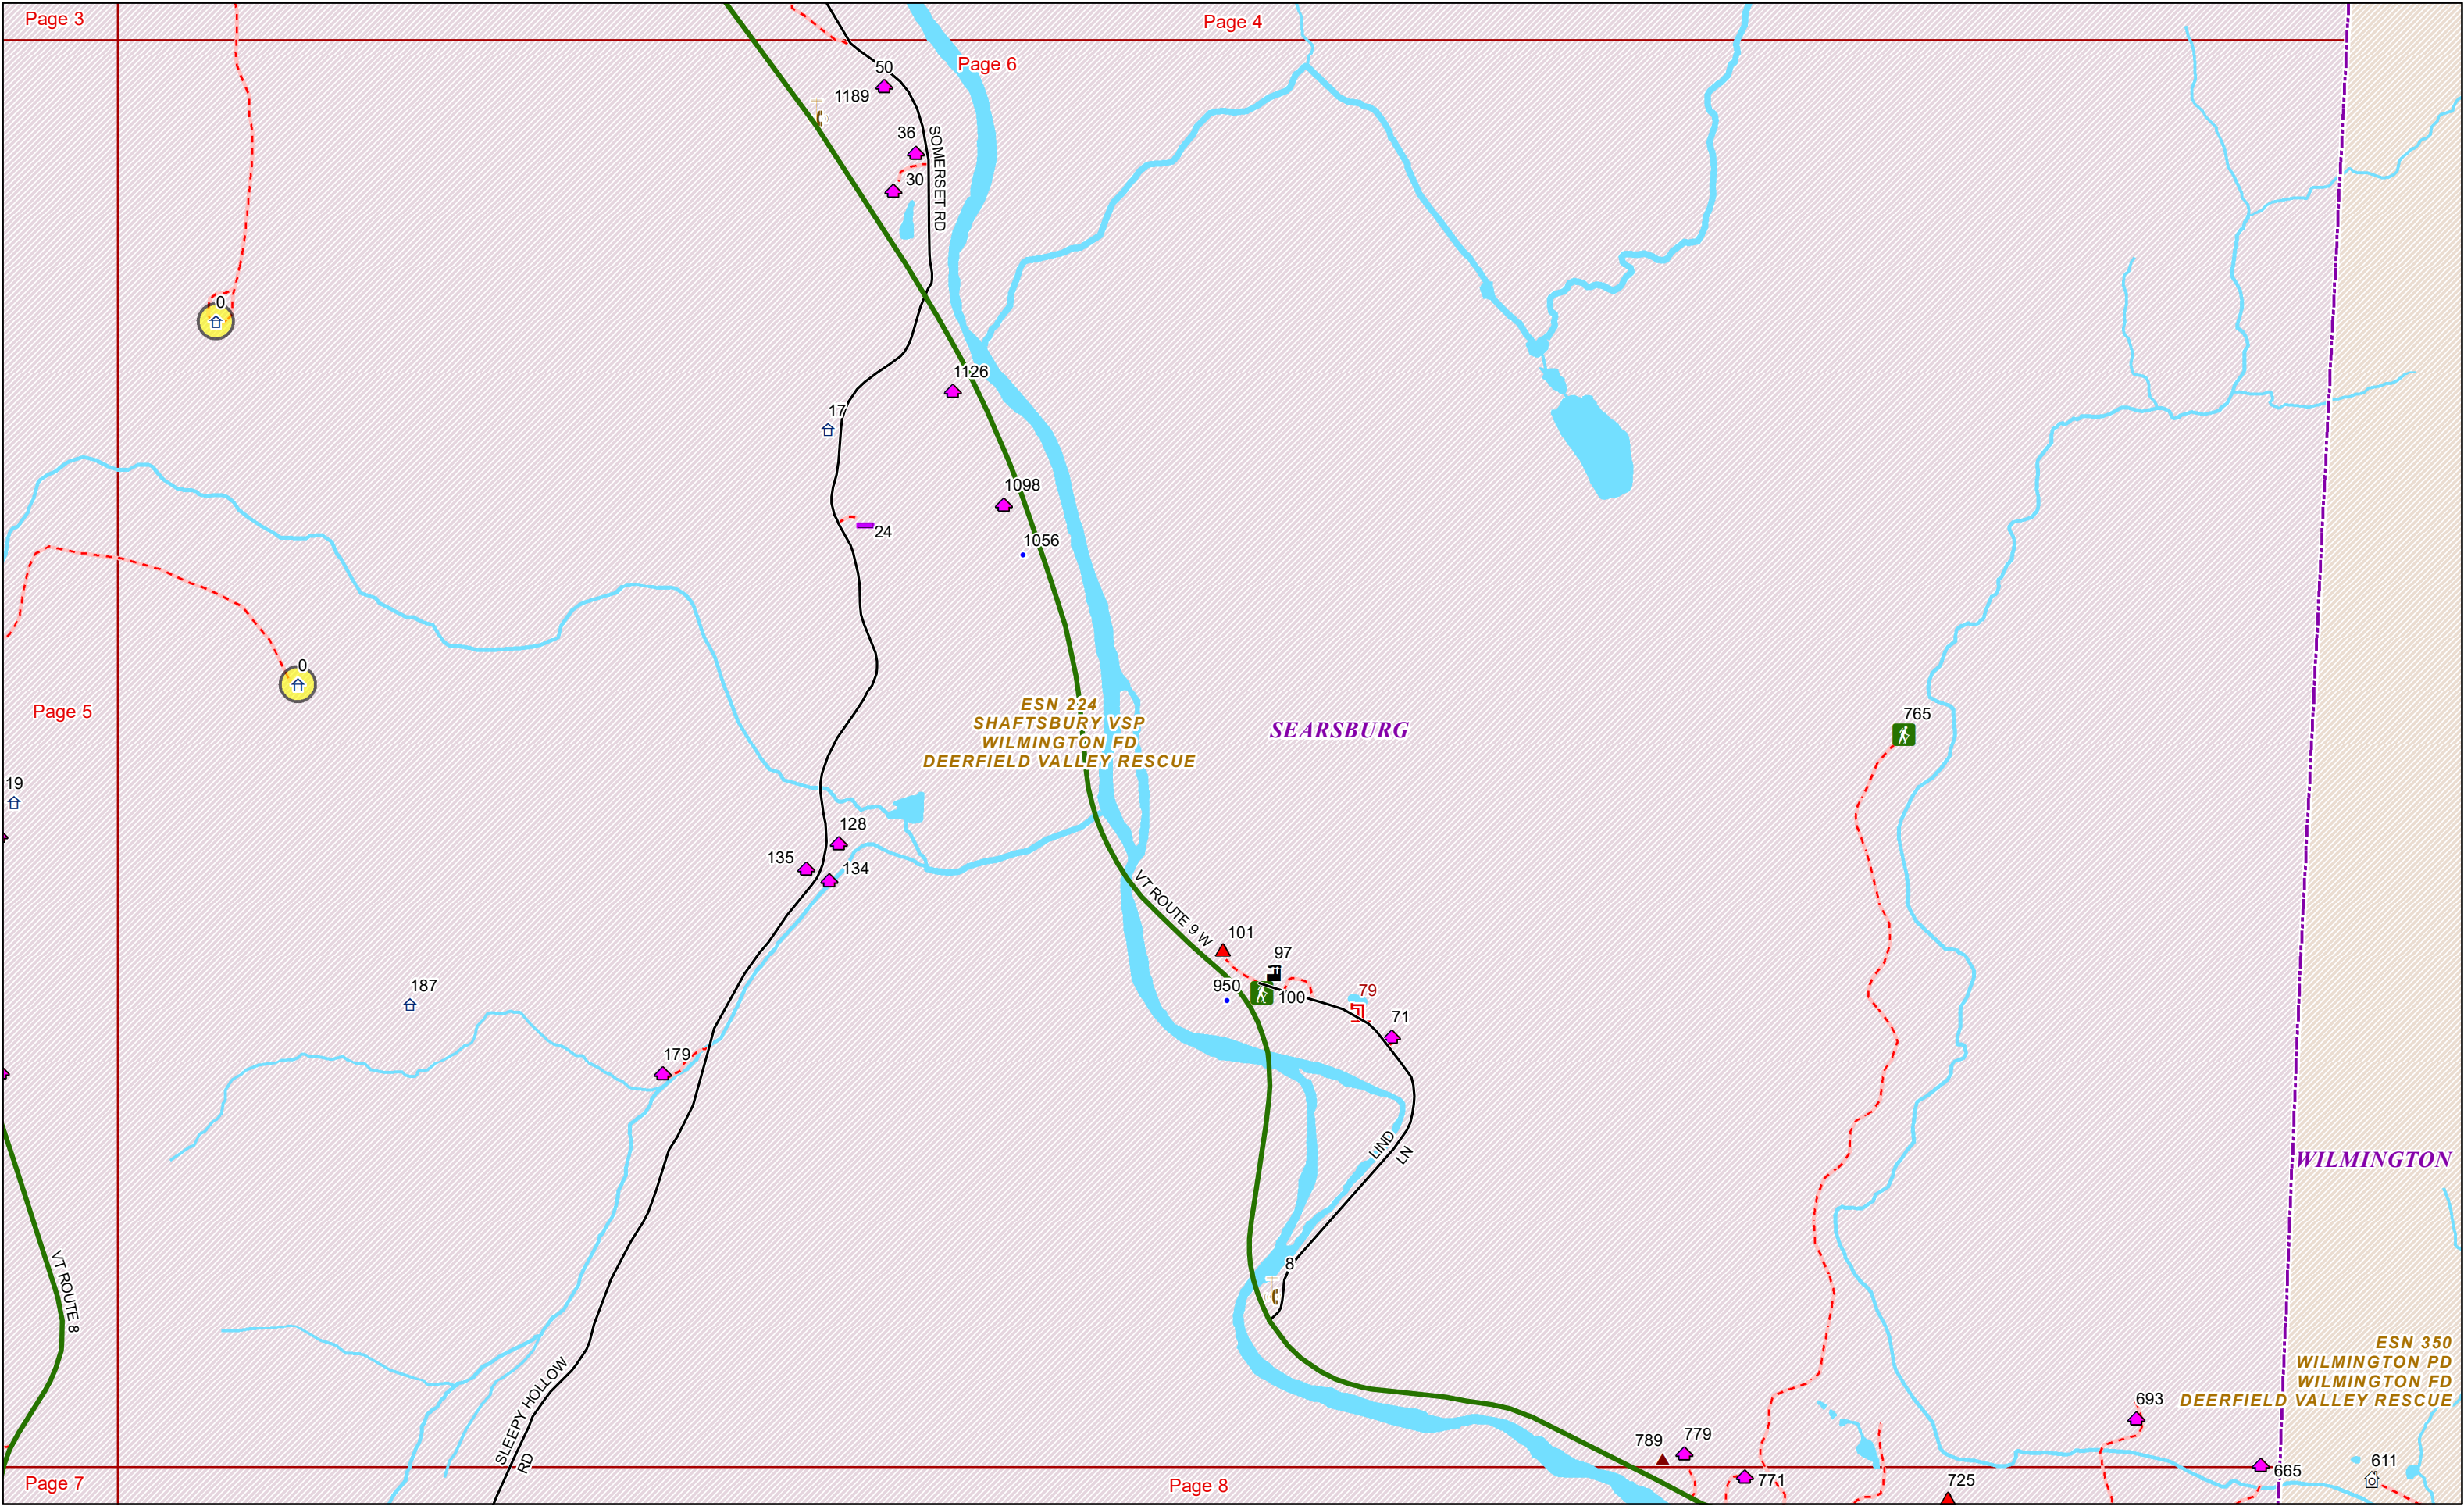 Page 3
Page 4
Page 6
50
1189
36
SOMERSET RD
30
0
1126
17
1098
24
1056
0
ESN 224
SHAFTSBURY VSP
WILMINGTON FD
DEERFIELD VALLEY RESCUE
SEARSBURG
Page 5
765
19
128
135
134
VT ROUTE 9 W
101
97
187
950
100
79
71
179
LIND
LN
WILMINGTON
8
VT ROUTE 8
ESN 350
WILMINGTON PD
WILMINGTON FD
DEERFIELD VALLEY RESCUE
SLEEPY HOLLOW
RD
693
789
779
611
665
771
725
Page 7
Page 8